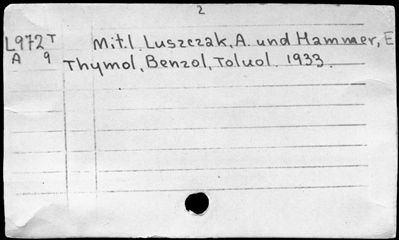 2
L972T Mit.l. Luszczak, A. und Hammer, E
A 9 Thymol, Benzol, Toluol. 1933.